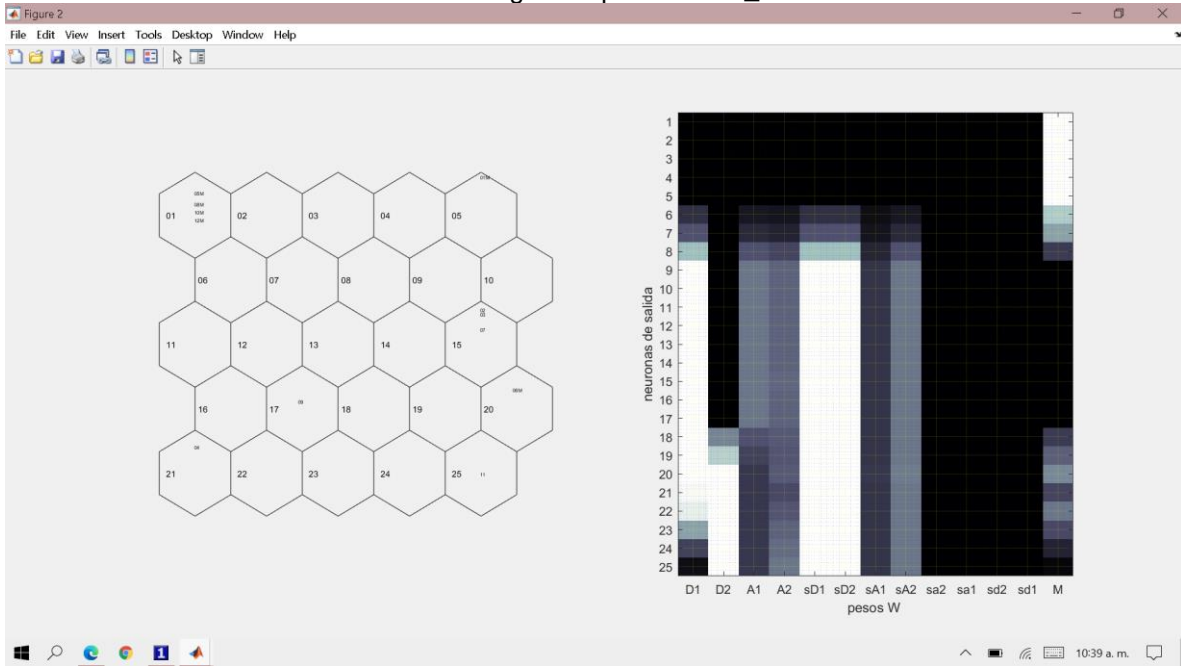 Figure 2
File Edit View Insert Tools Desktop Window Help
01 02 03 04 05
06 07 08 09 10
11 12 13 14 15
16 17 18 19 20
21 22 23 24 25
07
11
neuronas de salida
1
2
3
4
5
6
7
8
9
10
11
12
13
14
15
16
17
18
19
20
21
22
23
24
25
D1 D2 A1 A2 sD1 sD2 sA1 sA2 sa2 sa1 sd2 sd1 M
pesos W
1
10:39 a. m.